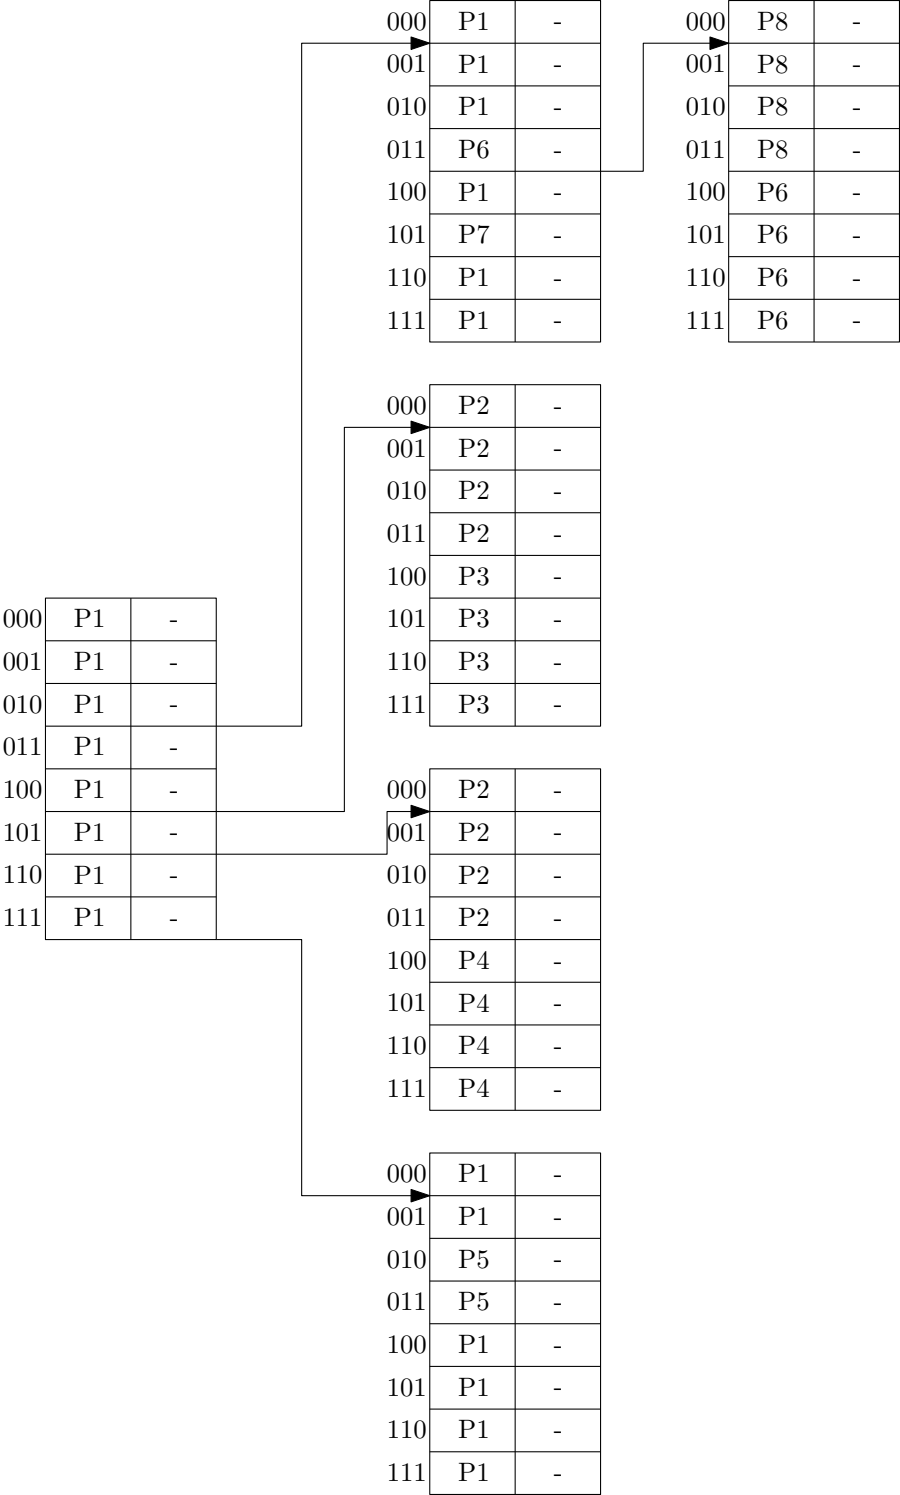 000 P1 -
001 P1 -
010 P1 -
011 P6 -
100 P1 -
101 P7 -
110 P1 -
111 P1 -
000 P8 -
001 P8 -
010 P8 -
011 P8 -
100 P6 -
101 P6 -
110 P6 -
111 P6 -
000 P2 -
001 P2 -
010 P2 -
011 P2 -
100 P3 -
101 P3 -
110 P3 -
111 P3 -
000 P1 -
001 P1 -
010 P1 -
011 P1 -
100 P1 -
101 P1 -
110 P1 -
111 P1 -
000 P2 -
001 P2 -
010 P2 -
011 P2 -
100 P4 -
101 P4 -
110 P4 -
111 P4 -
000 P1 -
001 P1 -
010 P5 -
011 P5 -
100 P1 -
101 P1 -
110 P1 -
111 P1 -